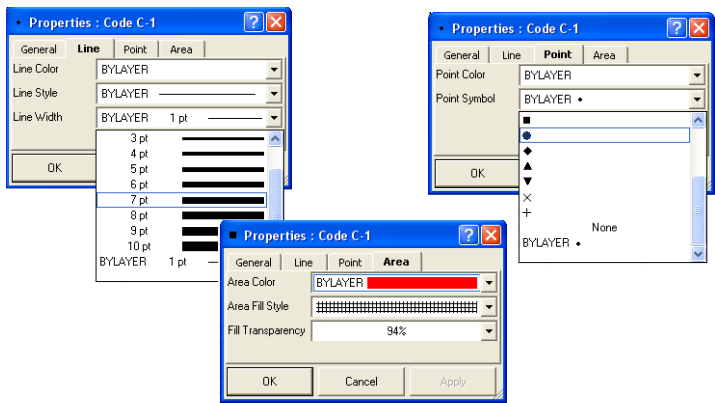 Properties : Code C-1
General Line Point Area
Line Color BYLAYER
Line Style BYLAYER
Line Width BYLAYER 1 pt
3 pt
4 pt
5 pt
6 pt
7 pt
8 pt
9 pt
10 pt
BYLAYER 1 pt
OK
Properties : Code C-1
General Line Point Area
Point Color BYLAYER
Point Symbol BYLAYER
None
BYLAYER
OK
Properties : Code C-1
General Line Point Area
Area Color BYLAYER
Area Fill Style
Fill Transparency 94%
OK Cancel Apply